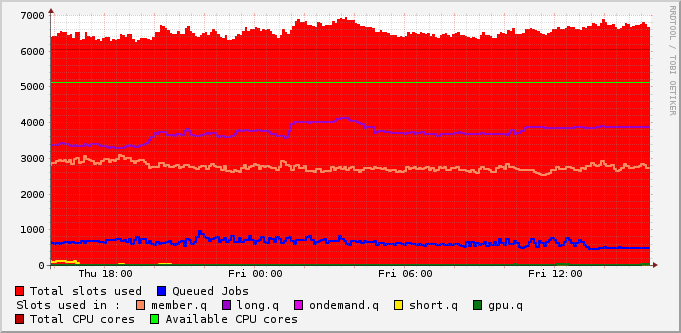 7000
6000
5000
4000
3000
2000
1000
0
Thu 18:00 Fri 00:00 Fri 06:00 Fri 12:00
Total slots used Queued Jobs
Slots used in : member.q long.q ondemand.q short.q gpu.q
Total CPU cores Available CPU cores
RRDTOOL / TOBI OETIKER